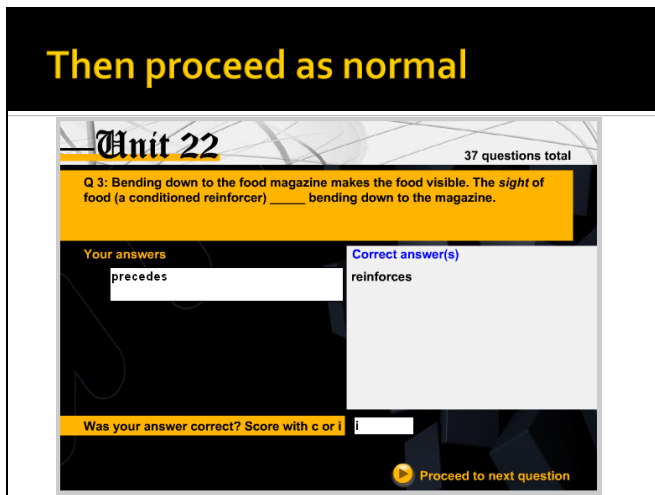 Then proceed as normal
Unit 22
37 questions total
Q 3: Bending down to the food magazine makes the food visible. The sight of
food (a conditioned reinforcer) _____ bending down to the magazine.
Your answers
Correct answer(s)
precedes
reinforces
Was your answer correct? Score with c or i
i
Proceed to next question